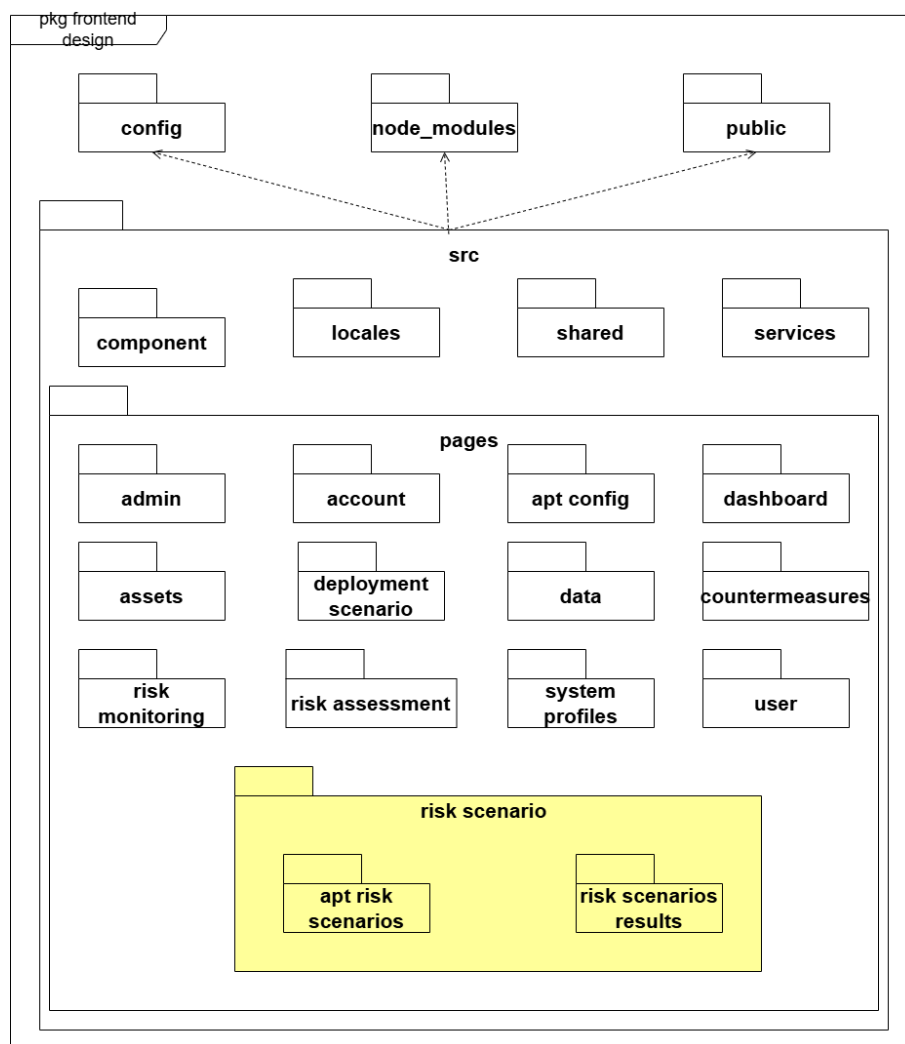 pkg frontend
design
config
node_modules
public
src
component
locales
shared
services
pages
admin
account
apt config
dashboard
assets
deployment
scenario
data
countermeasures
risk
monitoring
risk assessment
system
profiles
user
risk scenario
apt risk
scenarios
risk scenarios
results